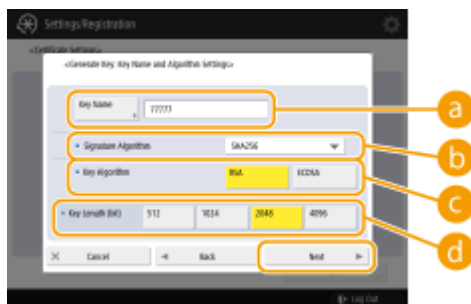 Settings/Registration
<Certificate Settings>
<Generate Key: Key Name and Algorithm Settings>
Key Name
77777
a
Signature Algorithm SHA256
b
Key Algorithm RSA ECDSA
c
Key Length (bit) 512 1024 2048 4096
d
Cancel Back Next
Log Out